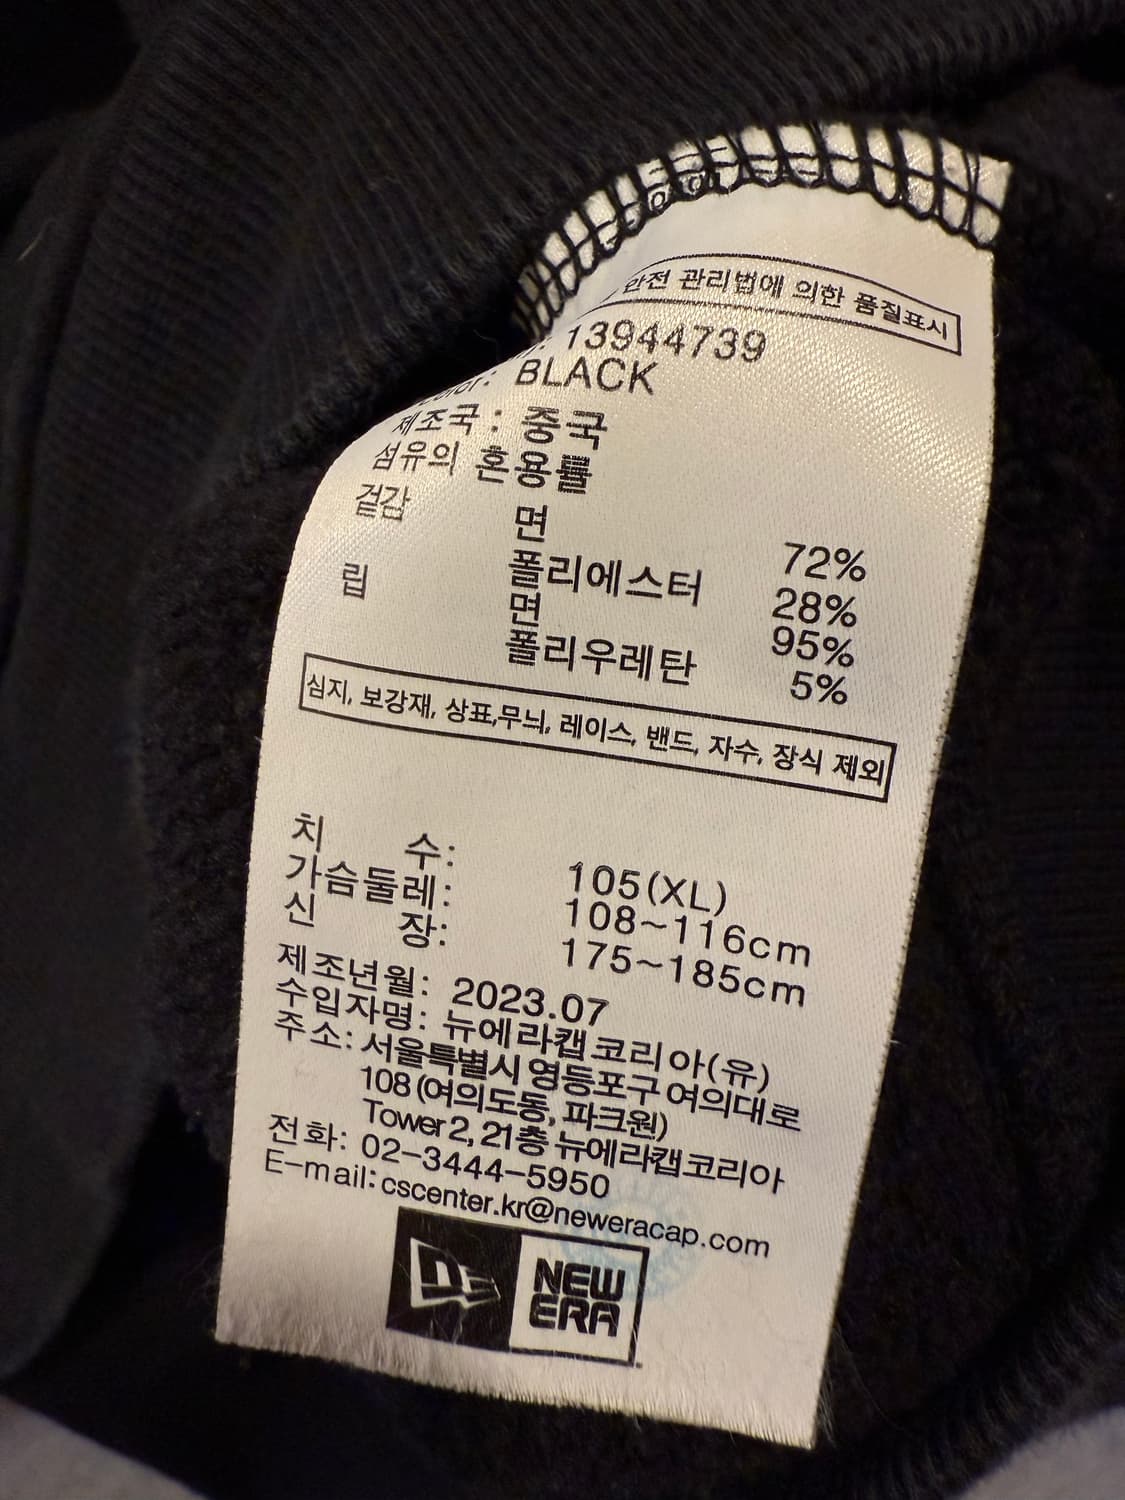 안전 관리법에 의한 품질표시
13944739
BLACK
제조국 : 중국
섬유의 혼용률
겉감 면 72%
폴리에스터 28%
립 면 95%
폴리우레탄 5%
심지, 보강재, 상표,무늬, 레이스, 밴드, 자수, 장식 제외
치 수: 105(XL)
가슴둘레: 108~116cm
신 장: 175~185cm
제조년월: 2023.07
수입자명: 뉴에라캡코리아(유)
주소: 서울특별시 영등포구 여의대로
108 (여의도동, 파크원)
Tower 2, 21층 뉴에라캡코리아
전화: 02-3444-5950
E-mail: cscenter.kr@neweracap.com
NEW
ERA